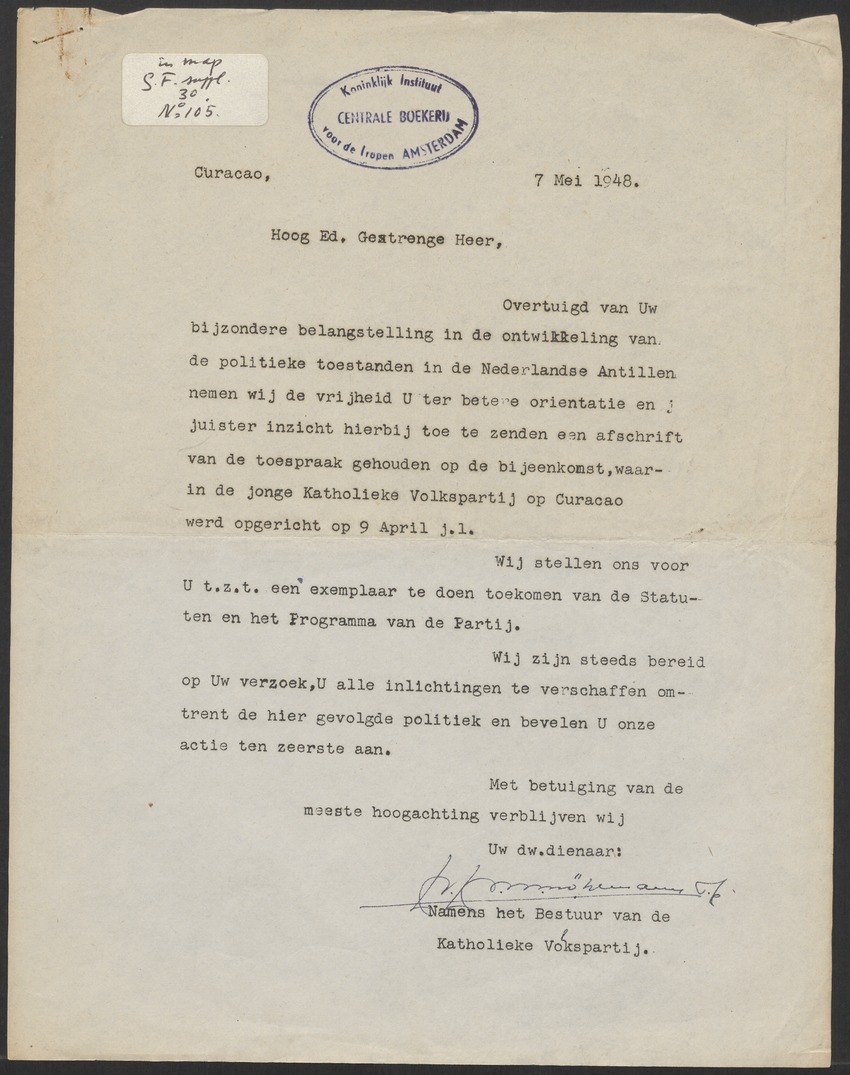 in map
S.F. suppl.
30.
No 105.
Koninklijk Instituut
CENTRALE BOEKERIJ
voor de Tropen AMSTERDAM
Curacao, 7 Mei 1948.
Hoog Ed. Gestrenge Heer,
Overtuigd van Uw
bijzondere belangstelling in de ontwikkeling van
de politieke toestanden in de Nederlandse Antillen
nemen wij de vrijheid U ter betere orientatie en j
juister inzicht hierbij toe te zenden een afschrift
van de toespraak gehouden op de bijeenkomst,waar-
in de jonge Katholieke Volkspartij op Curacao
werd opgericht op 9 April j.l.
Wij stellen ons voor
U t.z.t. een exemplaar te doen toekomen van de Statu-
ten en het Programma van de Partij.
Wij zijn steeds bereid
op Uw verzoek,U alle inlichtingen te verschaffen om-
trent de hier gevolgde politiek en bevelen U onze
actie ten zeerste aan.
Met betuiging van de
meeste hoogachting verblijven wij
Uw dw.dienaar:
Namens het Bestuur van de
Katholieke Volkspartij.